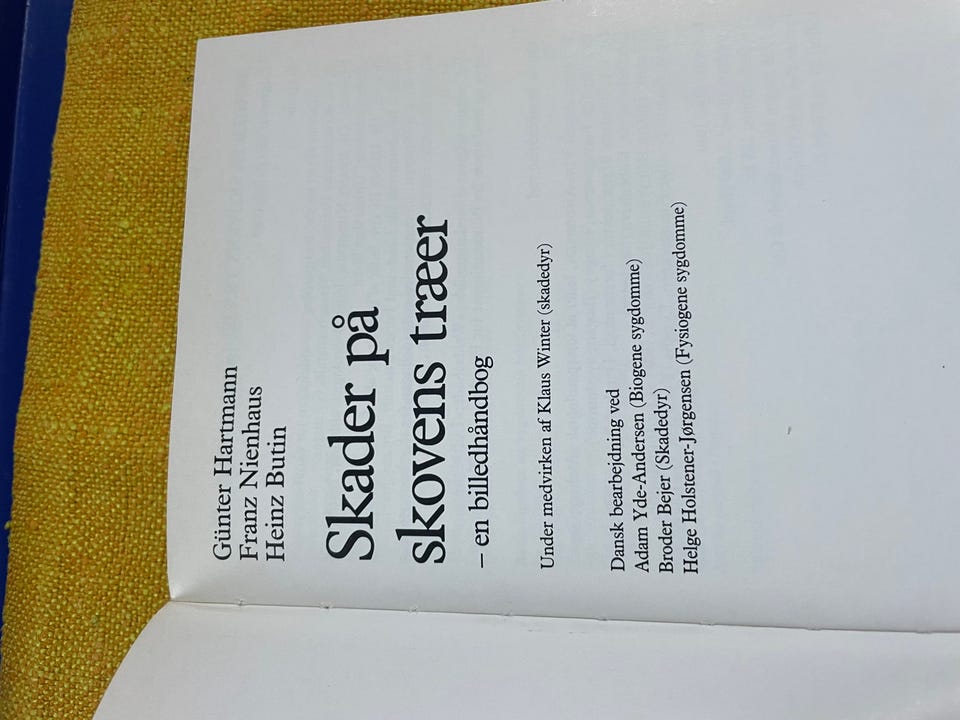 Günter Hartmann
Franz Nienhaus
Heinz Butin
Skader på
skovens træer
– en billedhåndbog
Under medvirken af Klaus Winter (skadedyr)
Dansk bearbejdning ved
Adam Yde-Andersen (Biogene sygdomme)
Broder Bejer (Skadedyr)
Helge Holstener-Jørgensen (Fysiogene sygdomme)